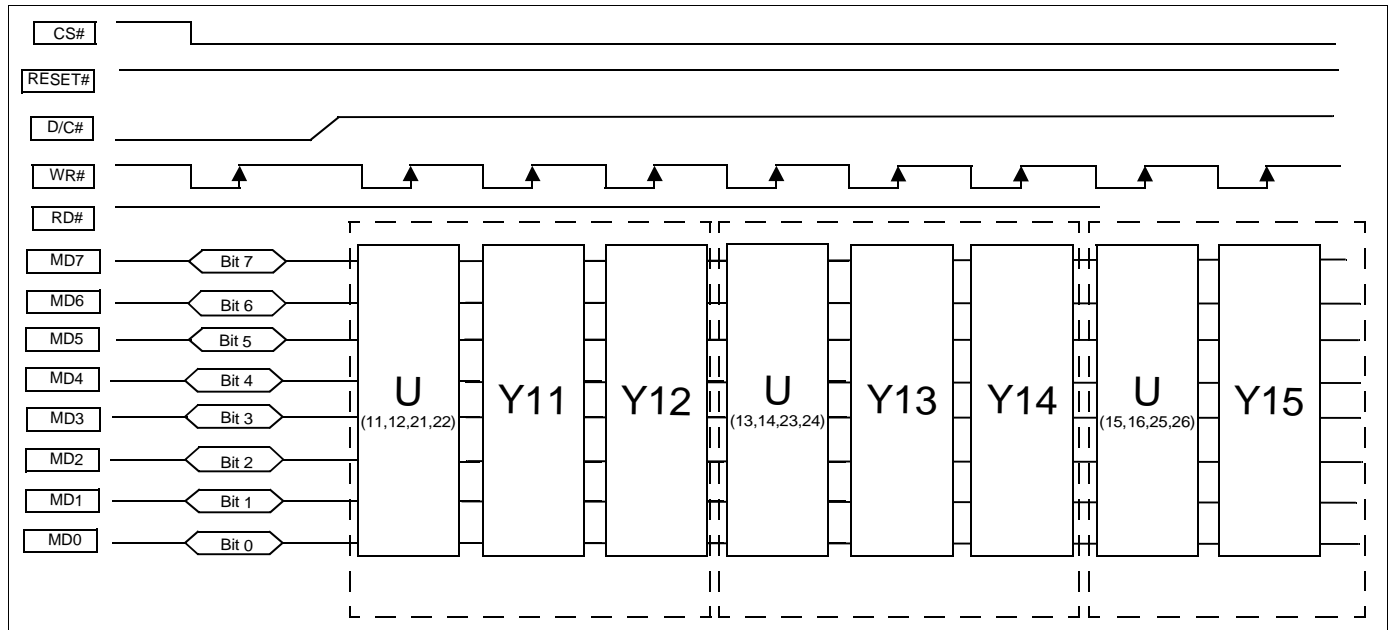 CS#
RESET#
D/C#
WR#
RD#
MD7 Bit 7
MD6 Bit 6
MD5 Bit 5
MD4 Bit 4
MD3 Bit 3
MD2 Bit 2
MD1 Bit 1
MD0 Bit 0
U
(11,12,21,22)
Y11
Y12
U
(13,14,23,24)
Y13
Y14
U
(15,16,25,26)
Y15